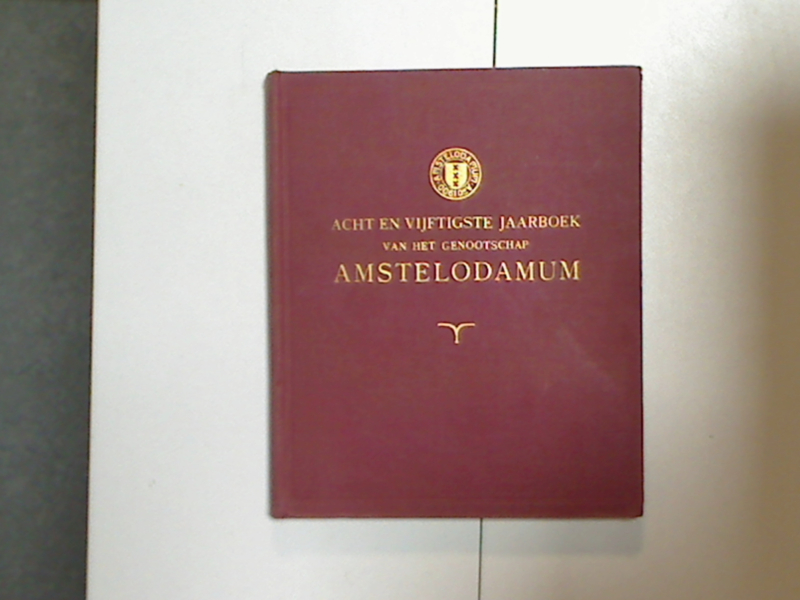 ACHT EN VIJFTIGSTE JAARBOEK
VAN HET GENOOTSCHAP
AMSTELODAMUM